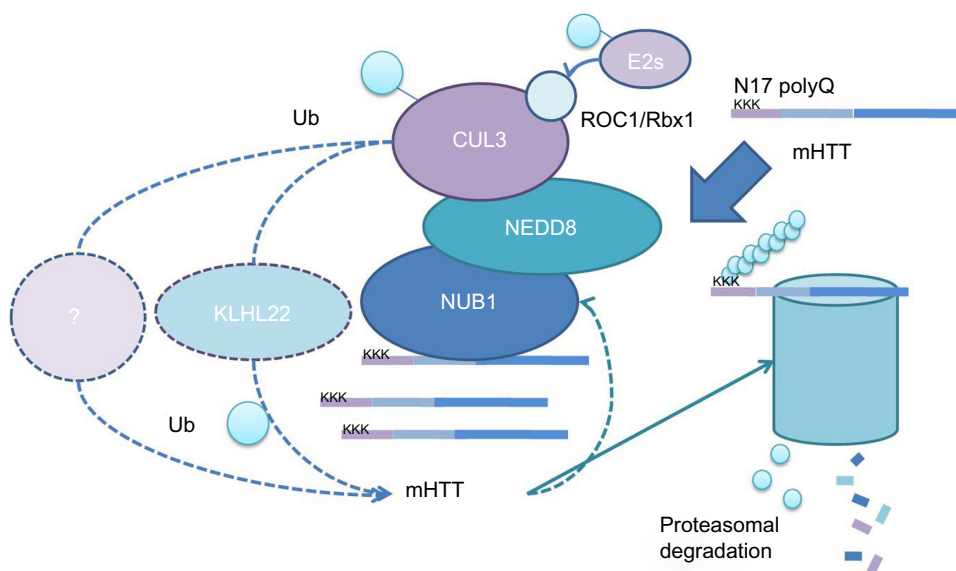 E2s
N17 polyQ
KKK
Ub
ROC1/Rbx1
CUL3
mHTT
NEDD8
KKK
?
KLHL22
NUB1
KKK
KKK
Ub
KKK
mHTT
Proteasomal
degradation